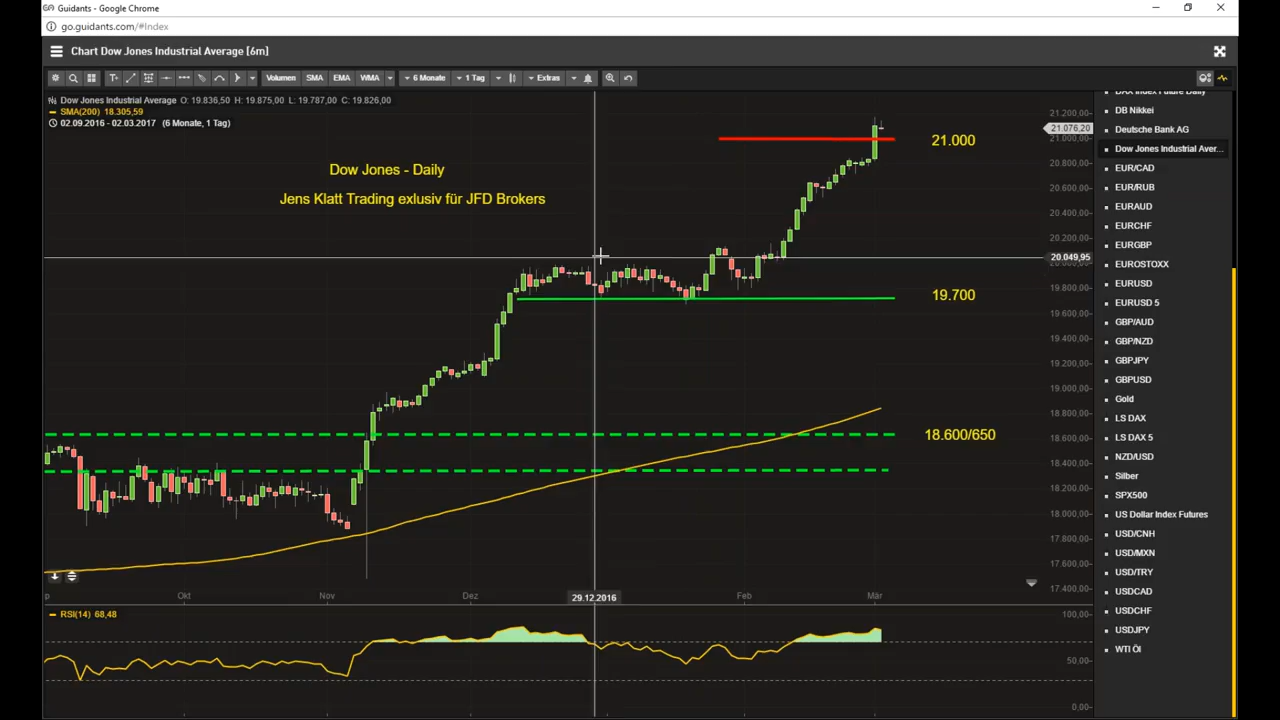 Guidants - Google Chrome
go.guidants.com/#Index
Chart Dow Jones Industrial Average [6m]
Volumen SMA EMA WMA 6 Monate 1 Tag Extras
Dow Jones Industrial Average O: 19.836,50 H: 19.875,00 L: 19.787,00 C: 19.826,00
SMA(200) 18.305,59
02.09.2016 - 02.03.2017 (6 Monate, 1 Tag)
Dow Jones - Daily
Jens Klatt Trading exlusiv für JFD Brokers
21.000
19.700
18.600/650
21.200,00
21.076,20
21.000,00
20.800,00
20.600,00
20.400,00
20.200,00
20.049,95
19.800,00
19.600,00
19.400,00
19.200,00
19.000,00
18.800,00
18.600,00
18.400,00
18.200,00
18.000,00
17.800,00
17.600,00
17.400,00
p Okt Nov Dez 29.12.2016 Feb Mär
RSI(14) 68,48
100,00
50,00
0,00
DAX Index Future Daily
DB Nikkei
Deutsche Bank AG
Dow Jones Industrial Aver...
EUR/CAD
EUR/RUB
EURAUD
EURCHF
EURGBP
EUROSTOXX
EURUSD
EURUSD 5
GBP/AUD
GBP/NZD
GBPJPY
GBPUSD
Gold
LS DAX
LS DAX 5
NZD/USD
Silber
SPX500
US Dollar Index Futures
USD/CNH
USD/MXN
USD/TRY
USDCAD
USDCHF
USDJPY
WTI Öl